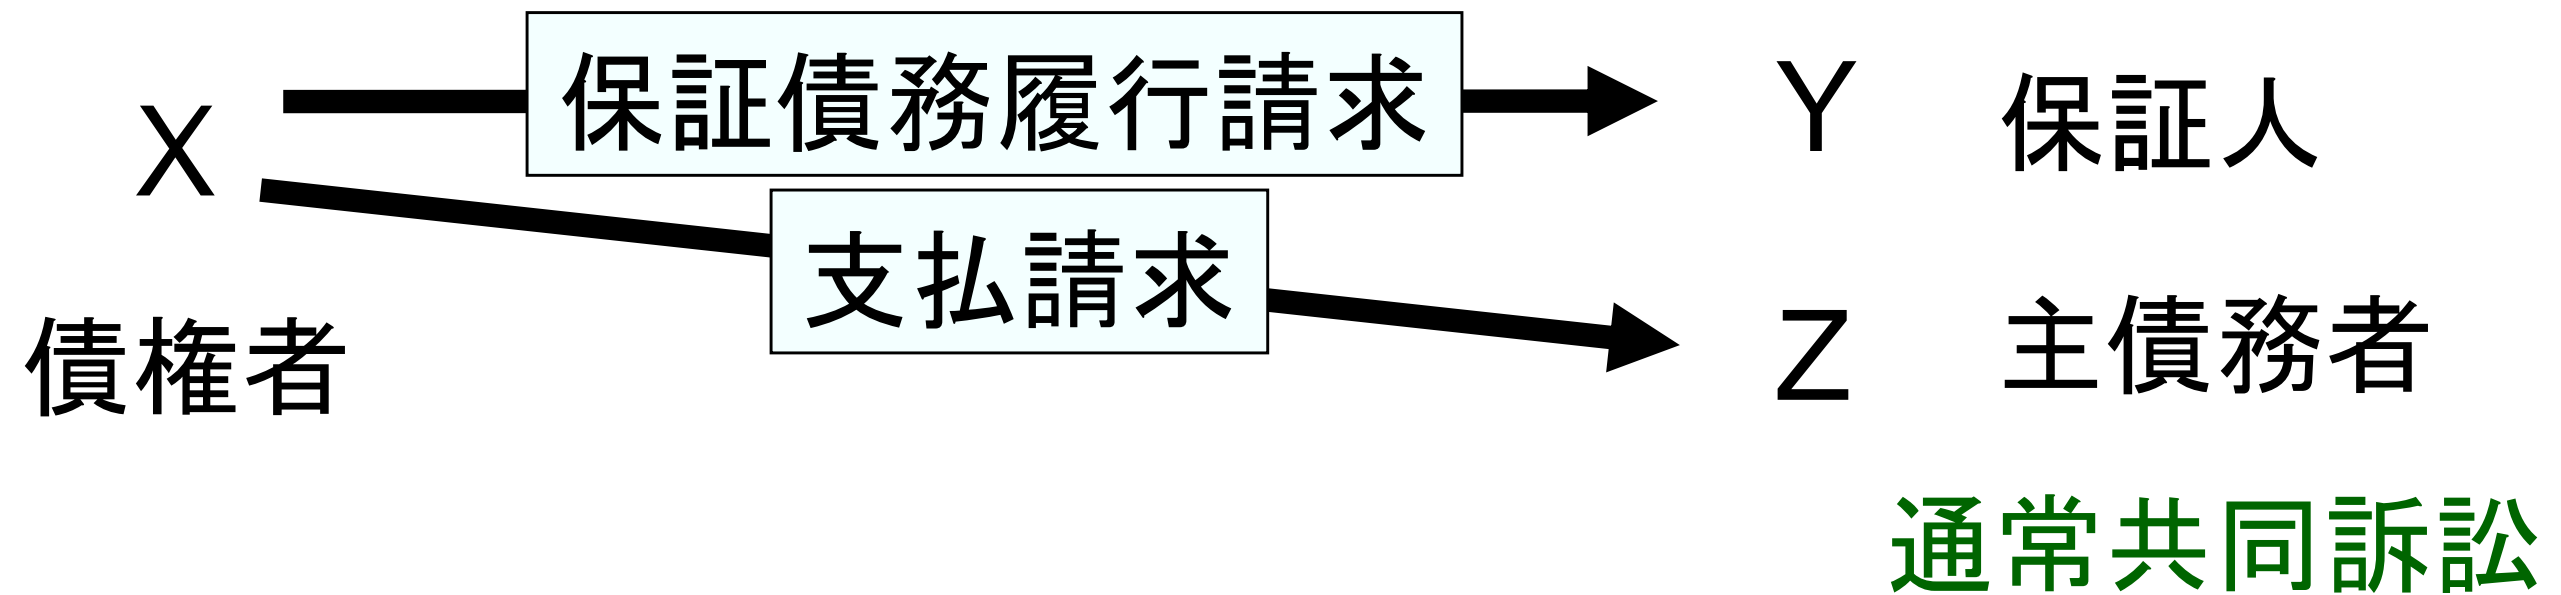 保証債務履行請求
X
Y 保証人
支払請求
債権者
Z 主債務者
通常共同訴訟